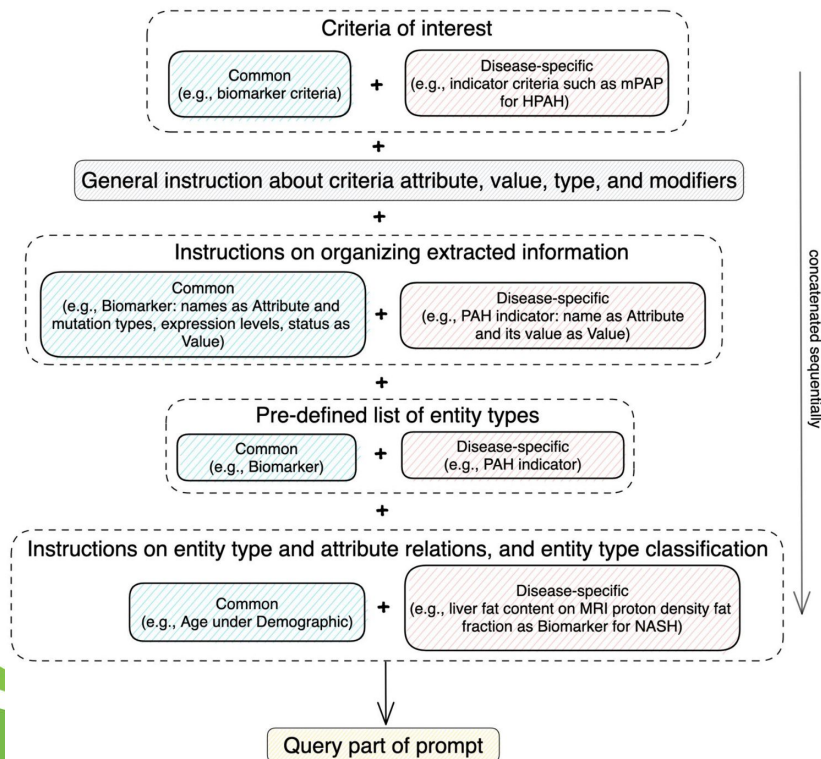 Criteria of interest
Common
(e.g., biomarker criteria)
+
Disease-specific
(e.g., indicator criteria such as mPAP
for HPAH)
+
General instruction about criteria attribute, value, type, and modifiers
+
Instructions on organizing extracted information
Common
(e.g., Biomarker: names as Attribute and
mutation types, expression levels, status as
Value)
+
Disease-specific
(e.g., PAH indicator: name as Attribute
and its value as Value)
+
Pre-defined list of entity types
Common
(e.g., Biomarker)
+
Disease-specific
(e.g., PAH indicator)
+
Instructions on entity type and attribute relations, and entity type classification
Common
(e.g., Age under Demographic)
+
Disease-specific
(e.g., liver fat content on MRI proton density fat
fraction as Biomarker for NASH)
Query part of prompt
concatenated sequentially